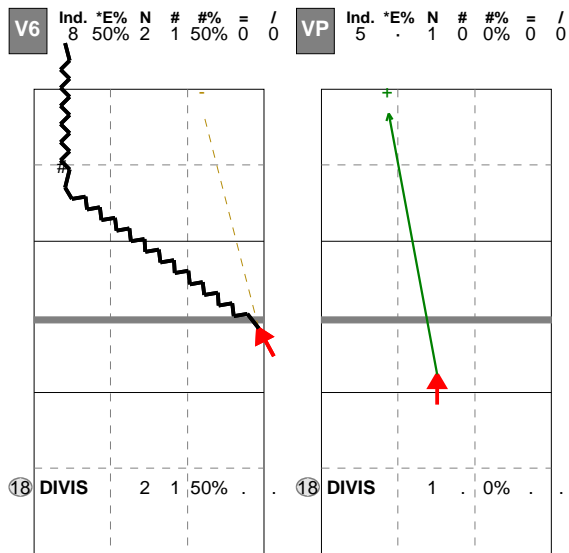 V6 Ind. *E% N # #% = /
8 50% 2 1 50% 0 0
-
#
18 DIVIS 2 1 50% . .
VP Ind. *E% N # #% = /
5 . 1 0 0% 0 0
+
18 DIVIS 1 . 0% . .